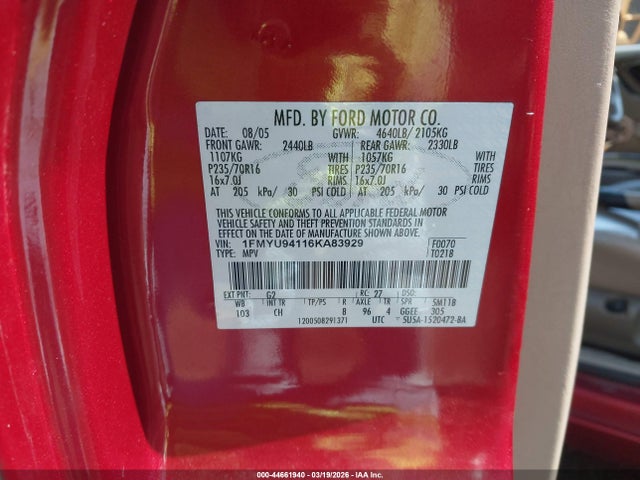 MFD. BY FORD MOTOR CO.
DATE: 08/05 GVWR: 4640LB/ 2105KG
FRONT GAWR: 2440LB REAR GAWR: 2330LB
1107KG WITH 1057KG WITH
P235/70R16 TIRES P235/70R16 TIRES
16x7.0J RIMS 16x7.0J RIMS
AT 205 kPa/ 30 PSI COLD AT 205 kPa/ 30 PSI COLD
THIS VEHICLE CONFORMS TO ALL APPLICABLE FEDERAL MOTOR
VEHICLE SAFETY AND THEFT PREVENTION STANDARDS IN EFFECT ON THE
DATE OF MANUFACTURE SHOWN ABOVE.
VIN: 1FMYU94116KA83929 F0070
TYPE: MPV T0218
EXT PNT: G2 RC: 27 DSO:
WB INT TR TP/PS R AXLE TR SPR SM11B
103 CH B 96 4 GGEE 305
1200508291371 UTC 5U5A-1520472-BA
000-44661940 - 03/19/2026 - IAA Inc.